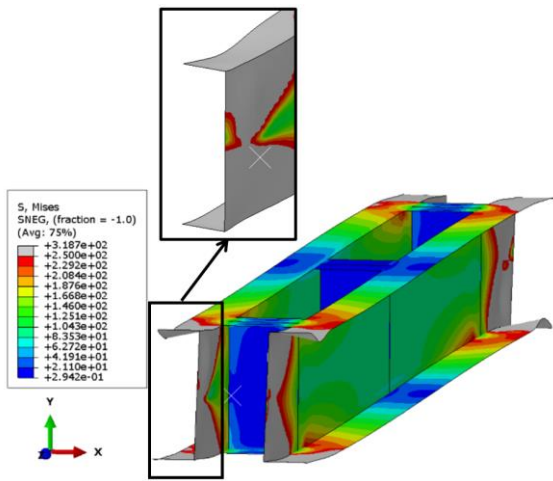 S, Mises
SNEG, (fraction = -1.0)
(Avg: 75%)
+3.187e+02
+2.500e+02
+2.292e+02
+2.084e+02
+1.876e+02
+1.668e+02
+1.460e+02
+1.251e+02
+1.043e+02
+8.353e+01
+6.272e+01
+4.191e+01
+2.110e+01
+2.942e-01
Y
Z
X